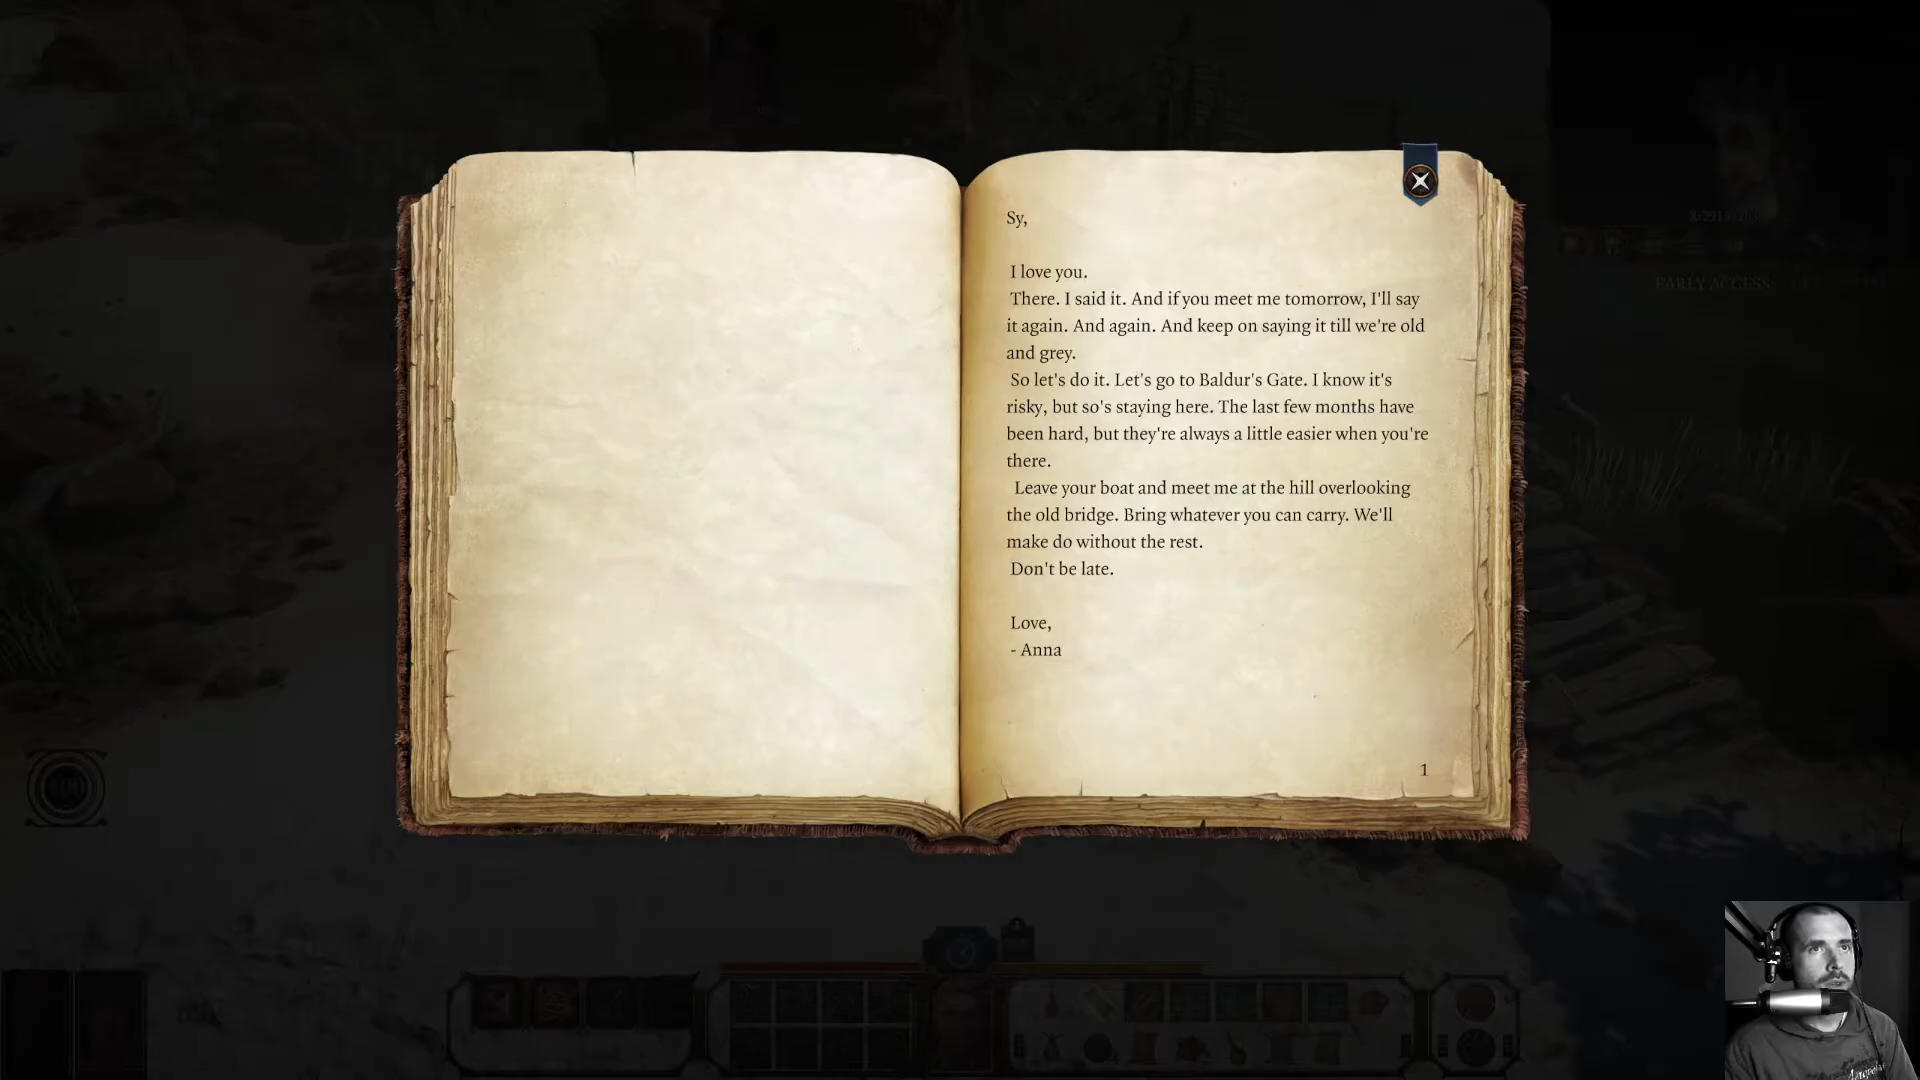 Sy,
I love you.
There. I said it. And if you meet me tomorrow, I'll say
it again. And again. And keep on saying it till we're old
and grey.
So let's do it. Let's go to Baldur's Gate. I know it's
risky, but so's staying here. The last few months have
been hard, but they're always a little easier when you're
there.
Leave your boat and meet me at the hill overlooking
the old bridge. Bring whatever you can carry. We'll
make do without the rest.
Don't be late.
Love,
- Anna
1
EARLY ACCESS